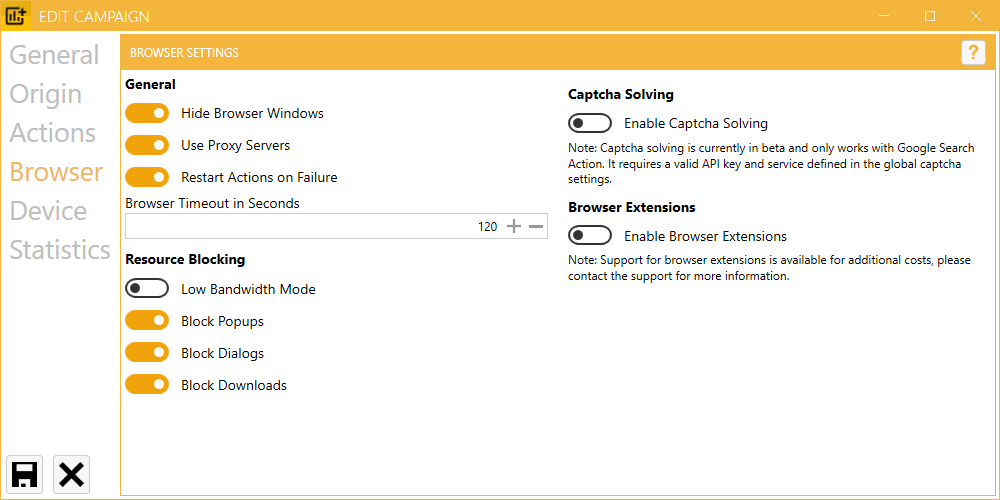 EDIT CAMPAIGN
General
Origin
Actions
Browser
Device
Statistics
BROWSER SETTINGS
?
General
Hide Browser Windows
Use Proxy Servers
Restart Actions on Failure
Browser Timeout in Seconds
120
Resource Blocking
Low Bandwidth Mode
Block Popups
Block Dialogs
Block Downloads
Captcha Solving
Enable Captcha Solving
Note: Captcha solving is currently in beta and only works with Google Search
Action. It requires a valid API key and service defined in the global captcha
settings.
Browser Extensions
Enable Browser Extensions
Note: Support for browser extensions is available for additional costs, please
contact the support for more information.